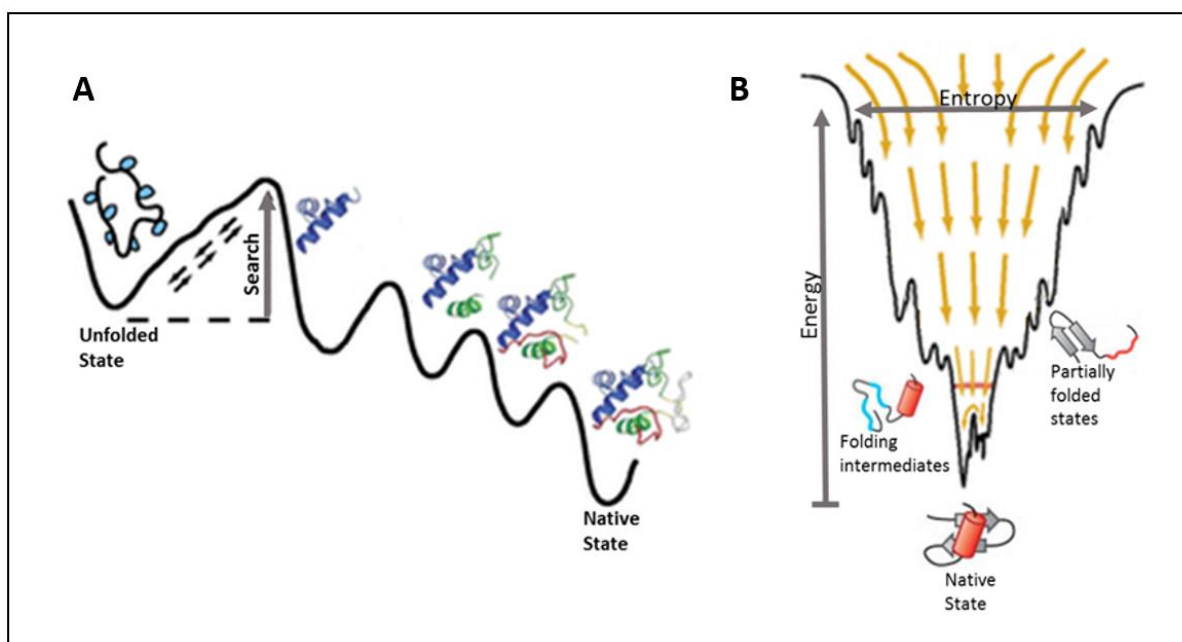 A
Search
Unfolded
State
Native
State
B
Entropy
Energy
Partially
folded
states
Folding
intermediates
Native
State